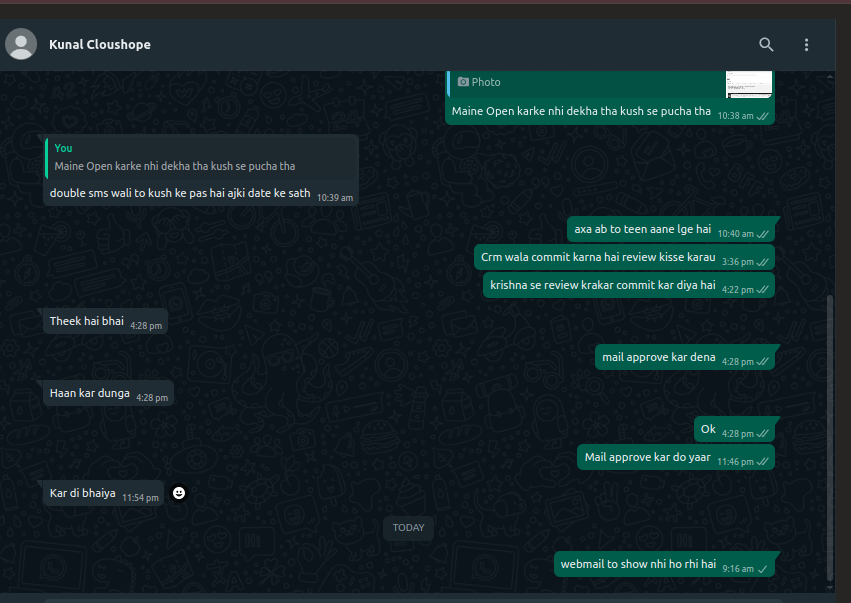 Kunal Cloushope
Photo
Maine Open karke nhi dekha tha kush se pucha tha 10:38 am
You
Maine Open karke nhi dekha tha kush se pucha tha
double sms wali to kush ke pas hai ajki date ke sath 10:39 am
axa ab to teen aane lge hai 10:40 am
Crm wala commit karna hai review kisse karau 3:36 pm
krishna se review krakar commit kar diya hai 4:22 pm
Theek hai bhai 4:28 pm
mail approve kar dena 4:28 pm
Haan kar dunga 4:28 pm
Ok 4:28 pm
Mail approve kar do yaar 11:46 pm
Kar di bhaiya 11:54 pm
TODAY
webmail to show nhi ho rhi hai 9:16 am